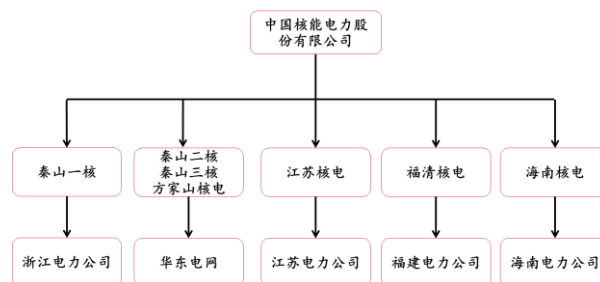 中国核能电力股
份有限公司
秦山一核
秦山二核
秦山三核
方家山核电
江苏核电
福清核电
海南核电
浙江电力公司
华东电网
江苏电力公司
福建电力公司
海南电力公司